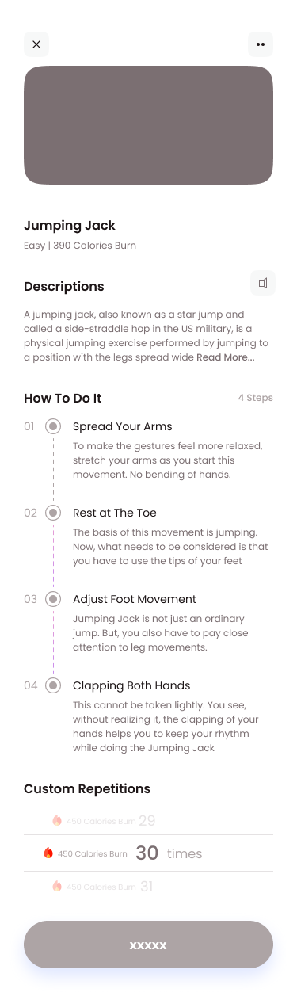 Jumping Jack
Easy | 390 Calories Burn
Descriptions
A jumping jack, also known as a star jump and
called a side-straddle hop in the US military, is a
physical jumping exercise performed by jumping to
a position with the legs spread wide Read More...
How To Do It 4 Steps
01 Spread Your Arms
To make the gestures feel more relaxed,
stretch your arms as you start this
movement. No bending of hands.
02 Rest at The Toe
The basis of this movement is jumping.
Now, what needs to be considered is that
you have to use the tips of your feet
03 Adjust Foot Movement
Jumping Jack is not just an ordinary
jump. But, you also have to pay close
attention to leg movements.
04 Clapping Both Hands
This cannot be taken lightly. You see,
without realizing it, the clapping of your
hands helps you to keep your rhythm
while doing the Jumping Jack
Custom Repetitions
450 Calories Burn 29
450 Calories Burn 30 times
450 Calories Burn 31
xxxxx